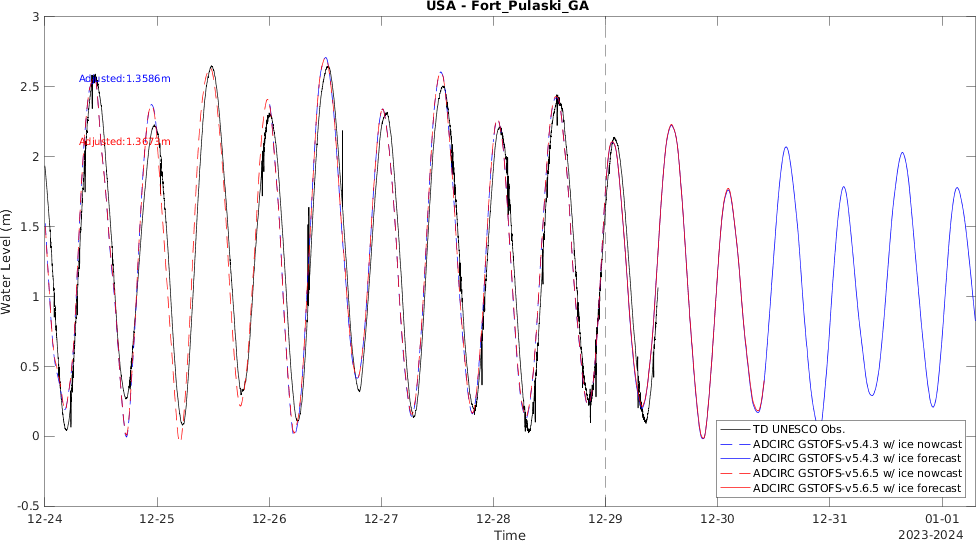 USA - Fort_Pulaski_GA
3
2.5
2
1.5
1
0.5
0
-0.5
Water Level (m)
Adjusted:1.3586m
Adjusted:1.3673m
TD UNESCO Obs.
ADCIRC GSTOFS-v5.4.3 w/ ice nowcast
ADCIRC GSTOFS-v5.4.3 w/ ice forecast
ADCIRC GSTOFS-v5.6.5 w/ ice nowcast
ADCIRC GSTOFS-v5.6.5 w/ ice forecast
12-24 12-25 12-26 12-27 12-28 12-29 12-30 12-31 01-01
Time
2023-2024